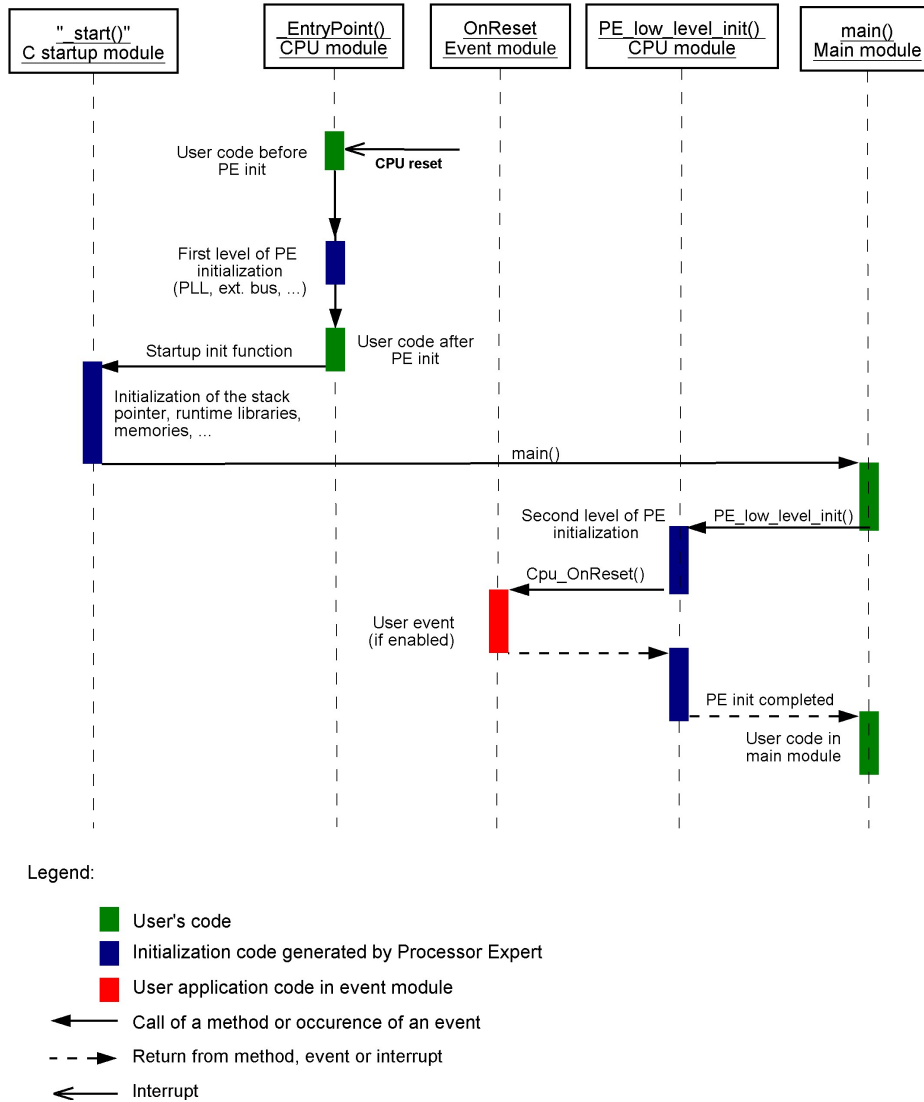 "_start()"
C startup module
_EntryPoint()
CPU module
OnReset
Event module
PE_low_level_init()
CPU module
main()
Main module
User code before
PE init
CPU reset
First level of PE
initialization
(PLL, ext. bus, ...)
User code after
PE init
Startup init function
Initialization of the stack
pointer, runtime libraries,
memories, ...
main()
Second level of PE
initialization
PE_low_level_init()
Cpu_OnReset()
User event
(if enabled)
PE init completed
User code in
main module
Legend:
User's code
Initialization code generated by Processor Expert
User application code in event module
Call of a method or occurence of an event
Return from method, event or interrupt
Interrupt